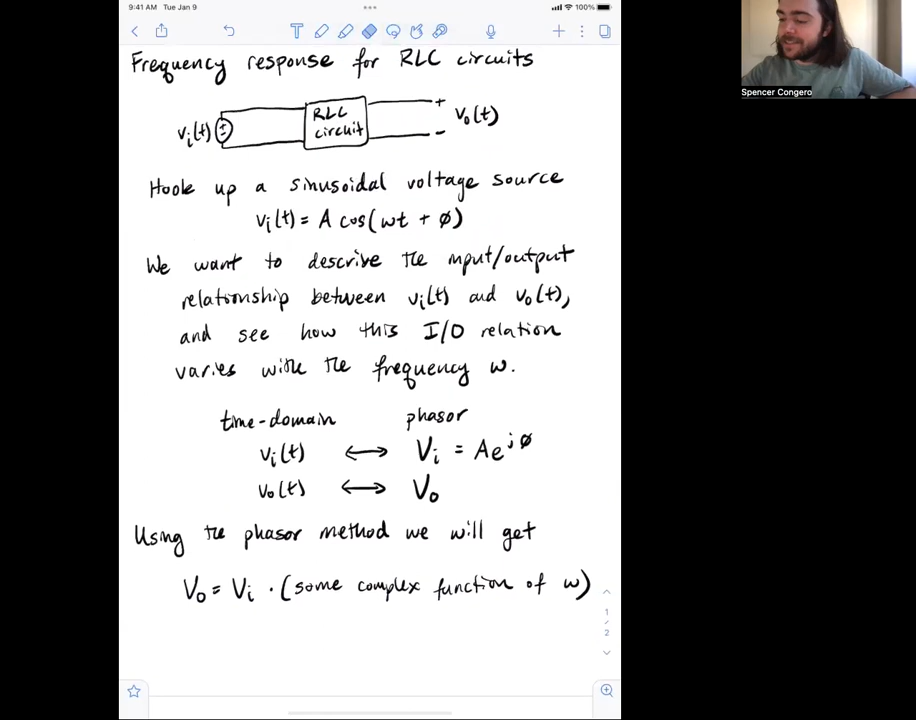 9:41 AM Tue Jan 9
100%
Frequency response for RLC circuits
vi(t)
±
RLC
circuit
+
−
vo(t)
Hook up a sinusoidal voltage source
vi(t) = A cos(ωt + ø)
We want to describe the input/output
relationship between vi(t) and vo(t),
and see how this I/O relation
varies with the frequency ω.
time-domain phasor
vi(t) ↔ Vi = Ae^jø
vo(t) ↔ Vo
Using the phasor method we will get
Vo = Vi · (some complex function of ω)
1
/
2
Spencer Congero